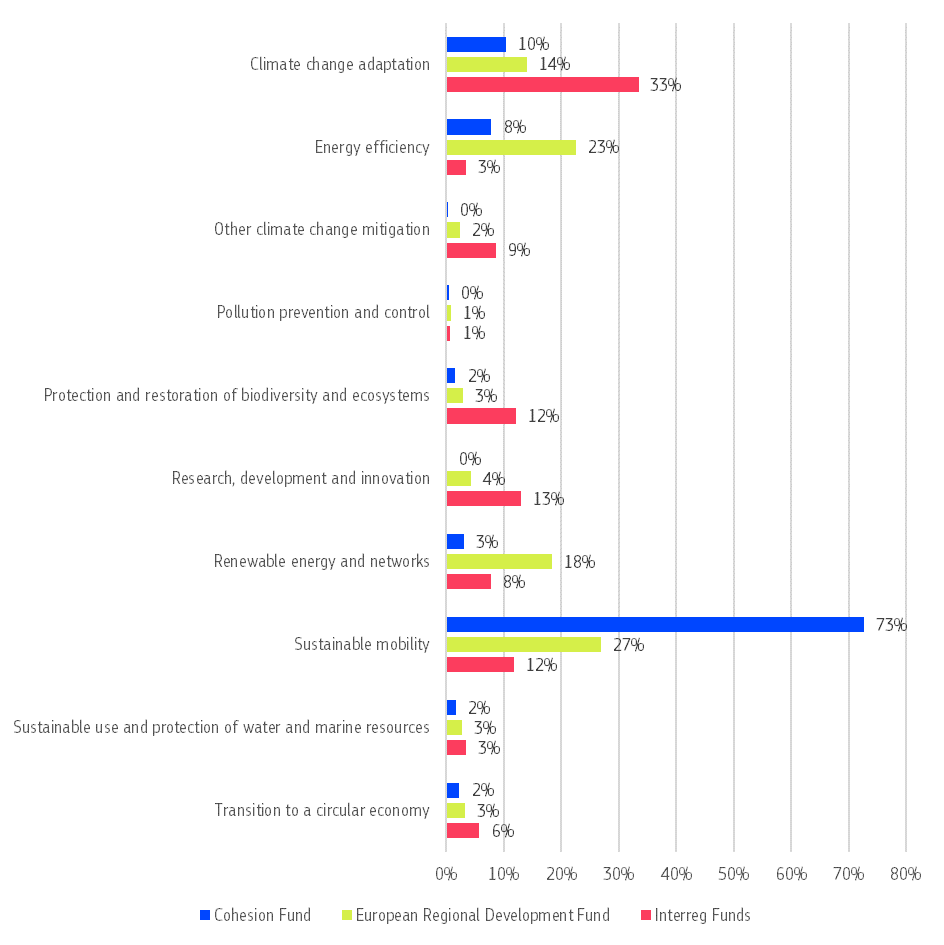 Climate change adaptation
10%
14%
33%
Energy efficiency
8%
23%
3%
Other climate change mitigation
0%
2%
9%
Pollution prevention and control
0%
1%
1%
Protection and restoration of biodiversity and ecosystems
2%
3%
12%
Research, development and innovation
0%
4%
13%
Renewable energy and networks
3%
18%
8%
Sustainable mobility
73%
27%
12%
Sustainable use and protection of water and marine resources
2%
3%
3%
Transition to a circular economy
2%
3%
6%
0% 10% 20% 30% 40% 50% 60% 70% 80%
Cohesion Fund European Regional Development Fund Interreg Funds